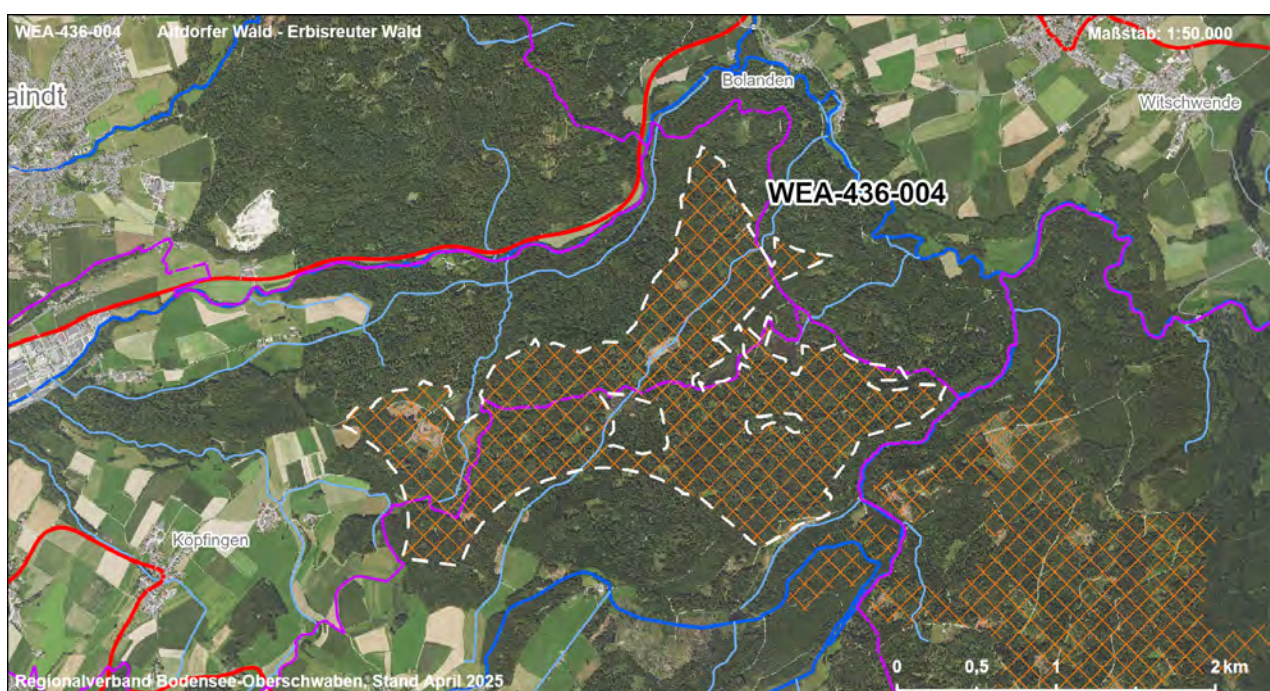 WEA-436-004 Altdorfer Wald - Erbisreuter Wald
Maßstab: 1:50.000
aindt
Bolanden
Witschwende
WEA-436-004
Köpfingen
0 0,5 1 2 km
Regionalverband Bodensee-Oberschwaben, Stand April 2025